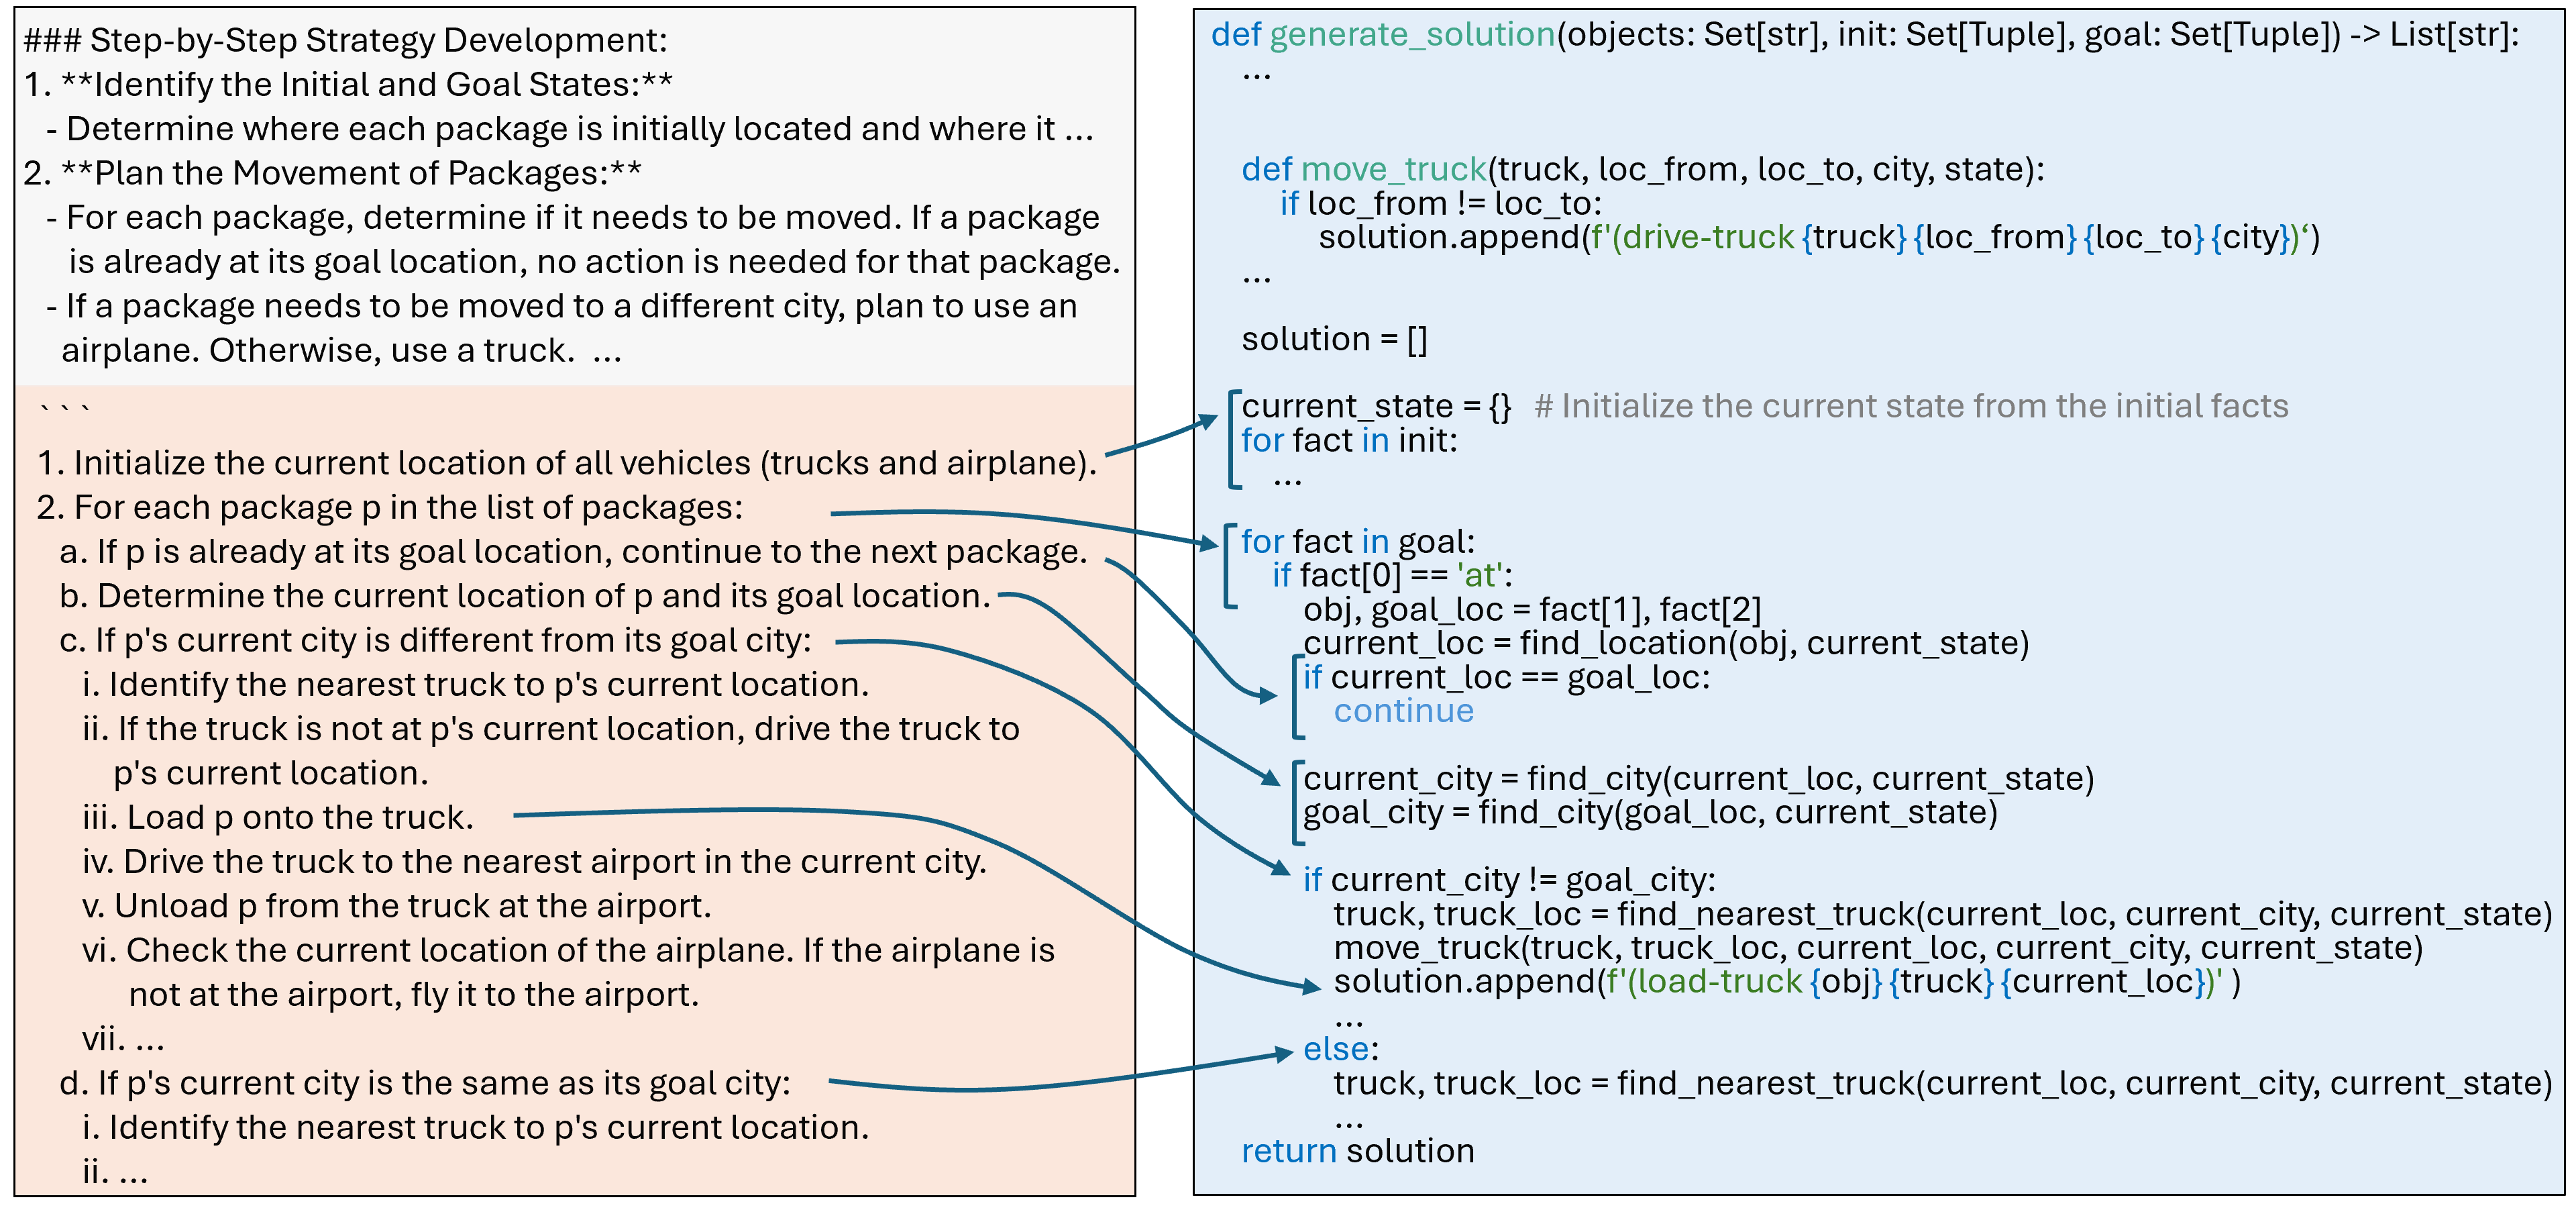 ### Step-by-Step Strategy Development:
1. **Identify the Initial and Goal States:**
- Determine where each package is initially located and where it ...
2. **Plan the Movement of Packages:**
- For each package, determine if it needs to be moved. If a package
is already at its goal location, no action is needed for that package.
- If a package needs to be moved to a different city, plan to use an
airplane. Otherwise, use a truck. ...
```
1. Initialize the current location of all vehicles (trucks and airplane).
2. For each package p in the list of packages:
a. If p is already at its goal location, continue to the next package.
b. Determine the current location of p and its goal location.
c. If p's current city is different from its goal city:
i. Identify the nearest truck to p's current location.
ii. If the truck is not at p's current location, drive the truck to
p's current location.
iii. Load p onto the truck.
iv. Drive the truck to the nearest airport in the current city.
v. Unload p from the truck at the airport.
vi. Check the current location of the airplane. If the airplane is
not at the airport, fly it to the airport.
vii. ...
d. If p's current city is the same as its goal city:
i. Identify the nearest truck to p's current location.
ii. ...
def generate_solution(objects: Set[str], init: Set[Tuple], goal: Set[Tuple]) -> List[str]:
...
def move_truck(truck, loc_from, loc_to, city, state):
if loc_from != loc_to:
solution.append(f'(drive-truck {truck} {loc_from} {loc_to} {city})‘)
...
solution = []
current_state = {} # Initialize the current state from the initial facts
for fact in init:
...
for fact in goal:
if fact[0] == 'at':
obj, goal_loc = fact[1], fact[2]
current_loc = find_location(obj, current_state)
if current_loc == goal_loc:
continue
current_city = find_city(current_loc, current_state)
goal_city = find_city(goal_loc, current_state)
if current_city != goal_city:
truck, truck_loc = find_nearest_truck(current_loc, current_city, current_state)
move_truck(truck, truck_loc, current_loc, current_city, current_state)
solution.append(f'(load-truck {obj} {truck} {current_loc})' )
...
else:
truck, truck_loc = find_nearest_truck(current_loc, current_city, current_state)
...
return solution